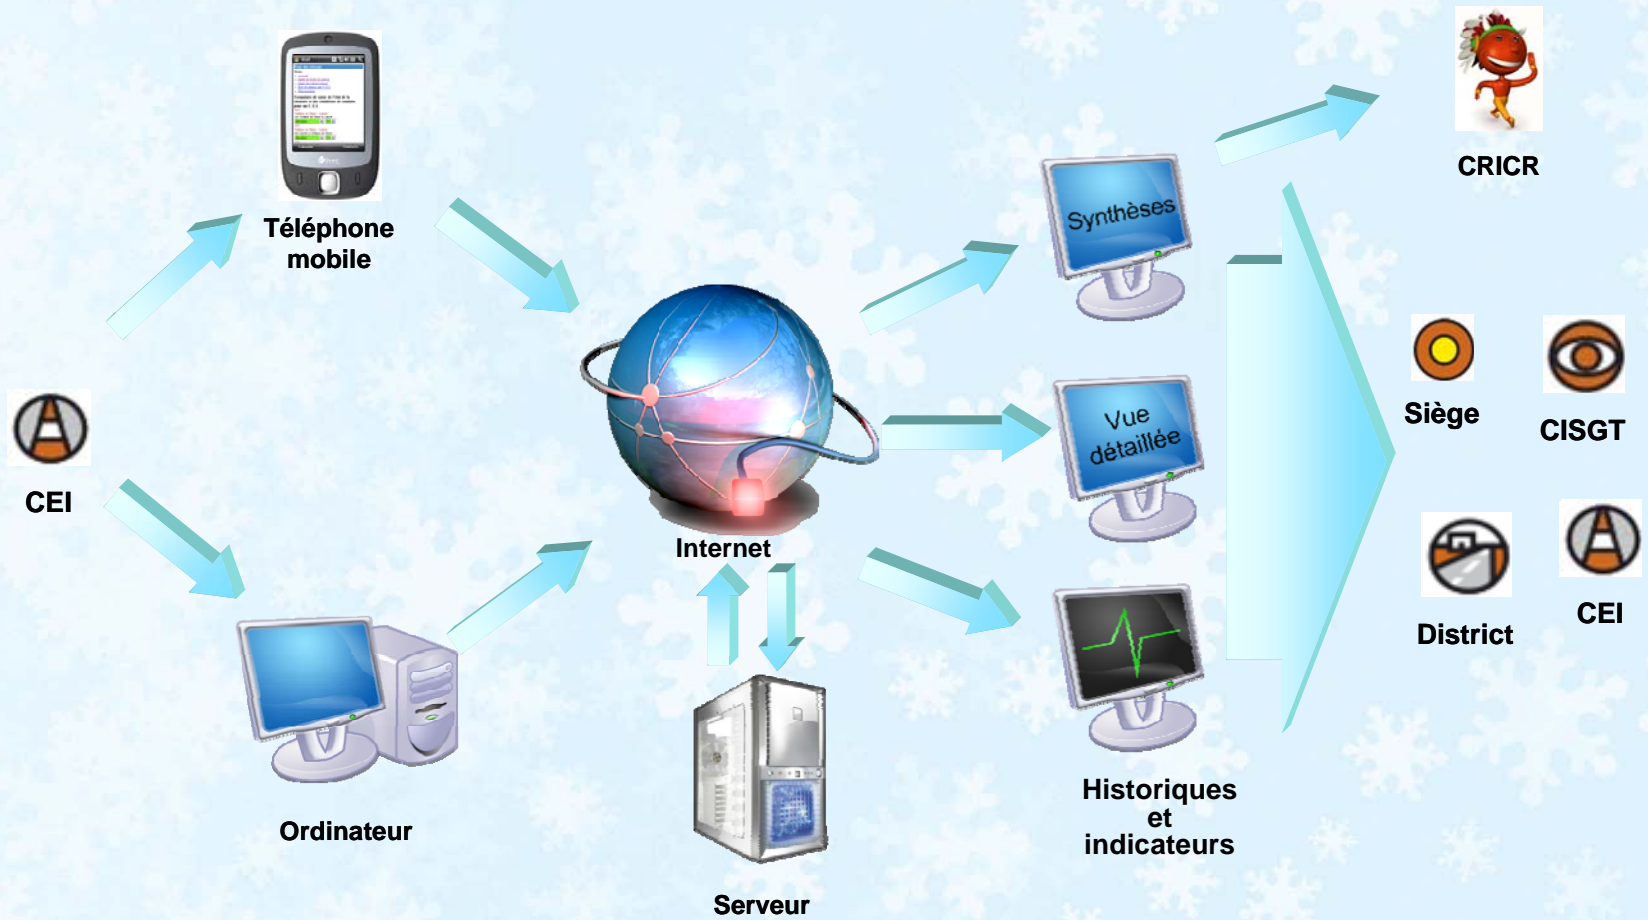 CRICR
Téléphone
mobile
Synthèses
Vue
détaillée
Siège
CISGT
CEI
Internet
District
CEI
Historiques
et
indicateurs
Ordinateur
Serveur